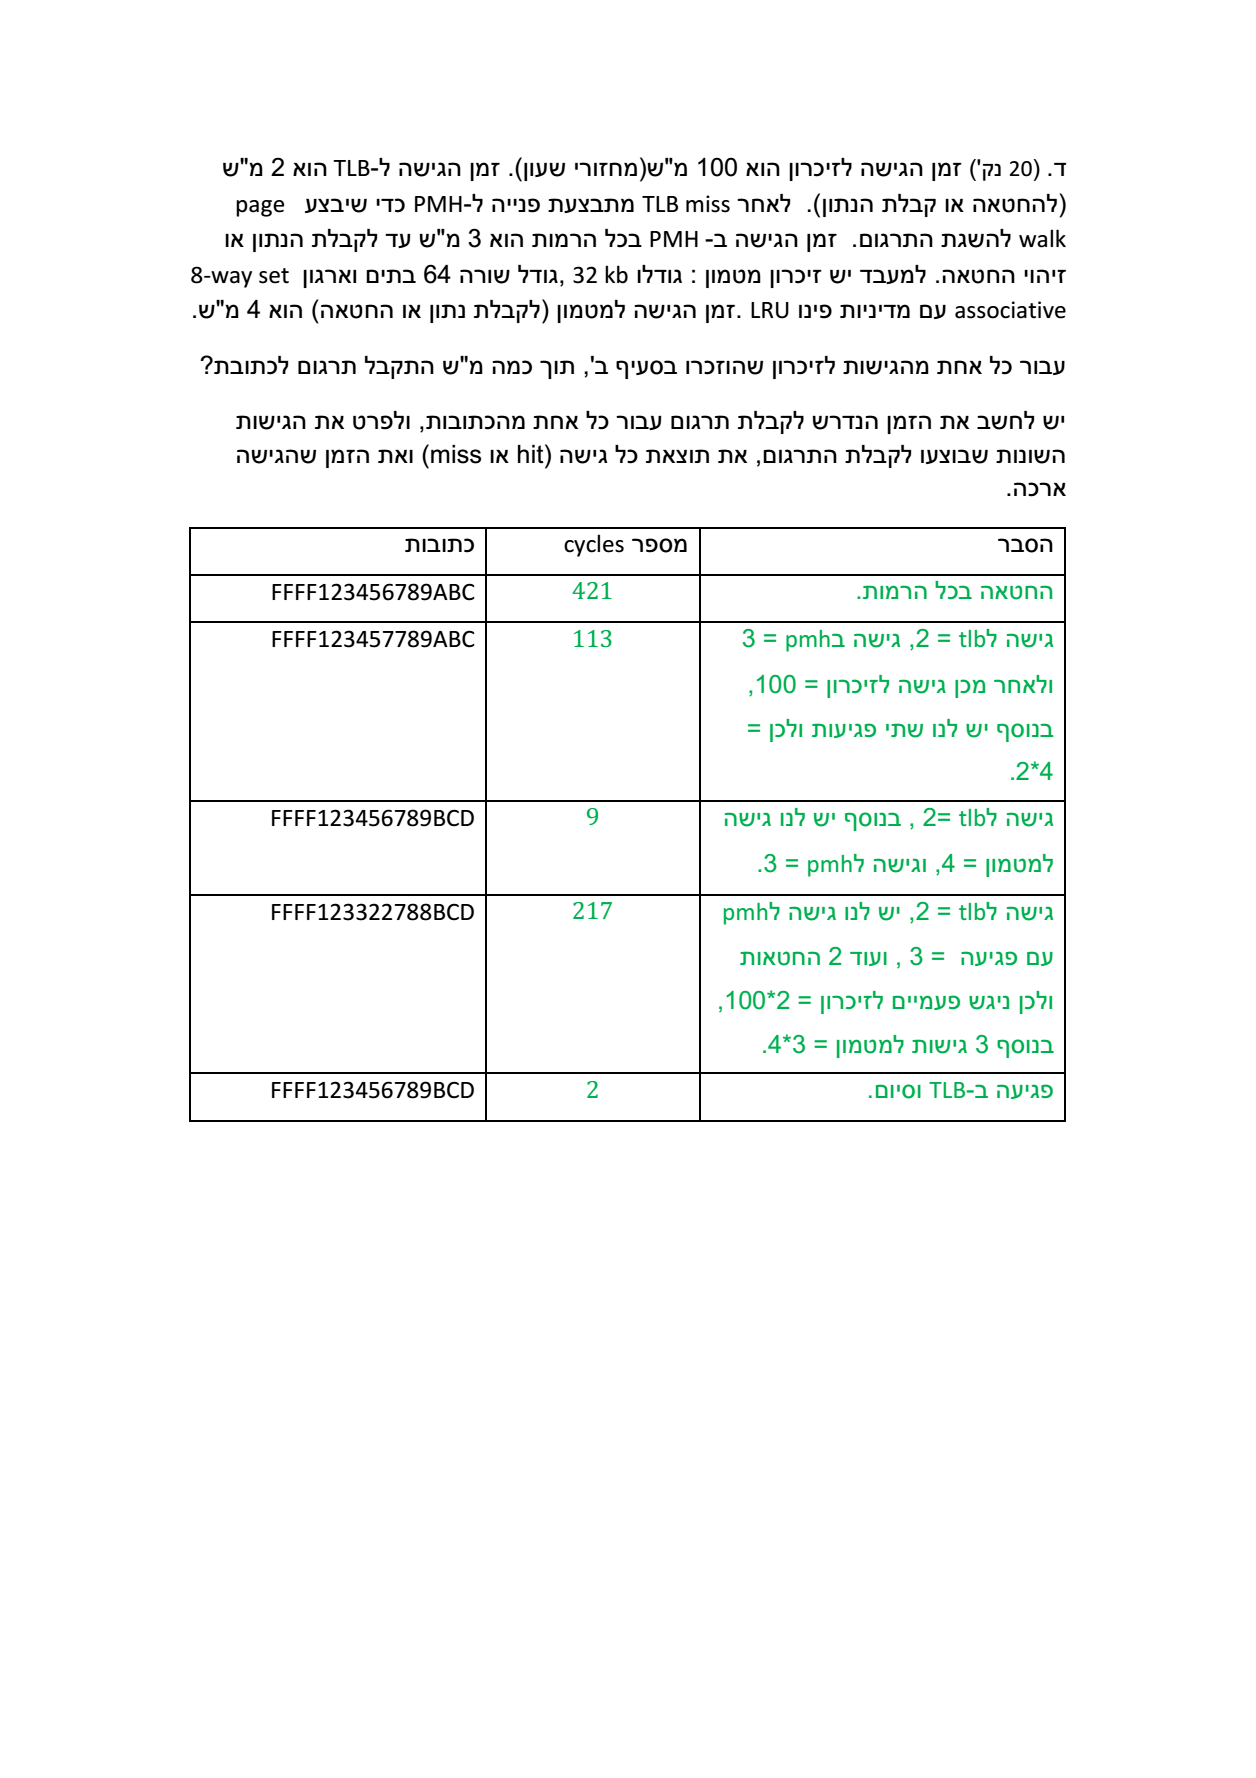 ד. (20 נק') זמן הגישה לזיכרון הוא 100 מ"ש(מחזורי שעון). זמן הגישה ל-TLB הוא 2 מ"ש
(להחטאה או קבלת הנתון). לאחר TLB miss מתבצעת פנייה ל-PMH כדי שיבצע page
walk להשגת התרגום. זמן הגישה ב- PMH בכל הרמות הוא 3 מ"ש עד לקבלת הנתון או
זיהוי החטאה. למעבד יש זיכרון מטמון : גודלו 32 kb ,גודל שורה 64 בתים וארגון 8-way set
associative עם מדיניות פינו LRU .זמן הגישה למטמון (לקבלת נתון או החטאה) הוא 4 מ"ש.
עבור כל אחת מהגישות לזיכרון שהוזכרו בסעיף ב', תוך כמה מ"ש התקבל תרגום לכתובת?
יש לחשב את הזמן הנדרש לקבלת תרגום עבור כל אחת מהכתובות, ולפרט את הגישות
השונות שבוצעו לקבלת התרגום, את תוצאת כל גישה (hit או miss) ואת הזמן שהגישה
ארכה.
הסבר מספר cycles כתובות
החטאה בכל הרמות. 421 FFFF123456789ABC
גישה לtlb = 2, גישה בpmh = 3 113 FFFF123457789ABC
ולאחר מכן גישה לזיכרון = 100,
בנוסף יש לנו שתי פגיעות ולכן =
2*4.
גישה לtlb =2 , בנוסף יש לנו גישה 9 FFFF123456789BCD
למטמון = 4, וגישה לpmh = 3.
גישה לtlb = 2, יש לנו גישה לpmh 217 FFFF123322788BCD
עם פגיעה = 3 , ועוד 2 החטאות
ולכן ניגש פעמיים לזיכרון = 2*100,
בנוסף 3 גישות למטמון = 3*4.
פגיעה ב-TLB וסיום. 2 FFFF123456789BCD